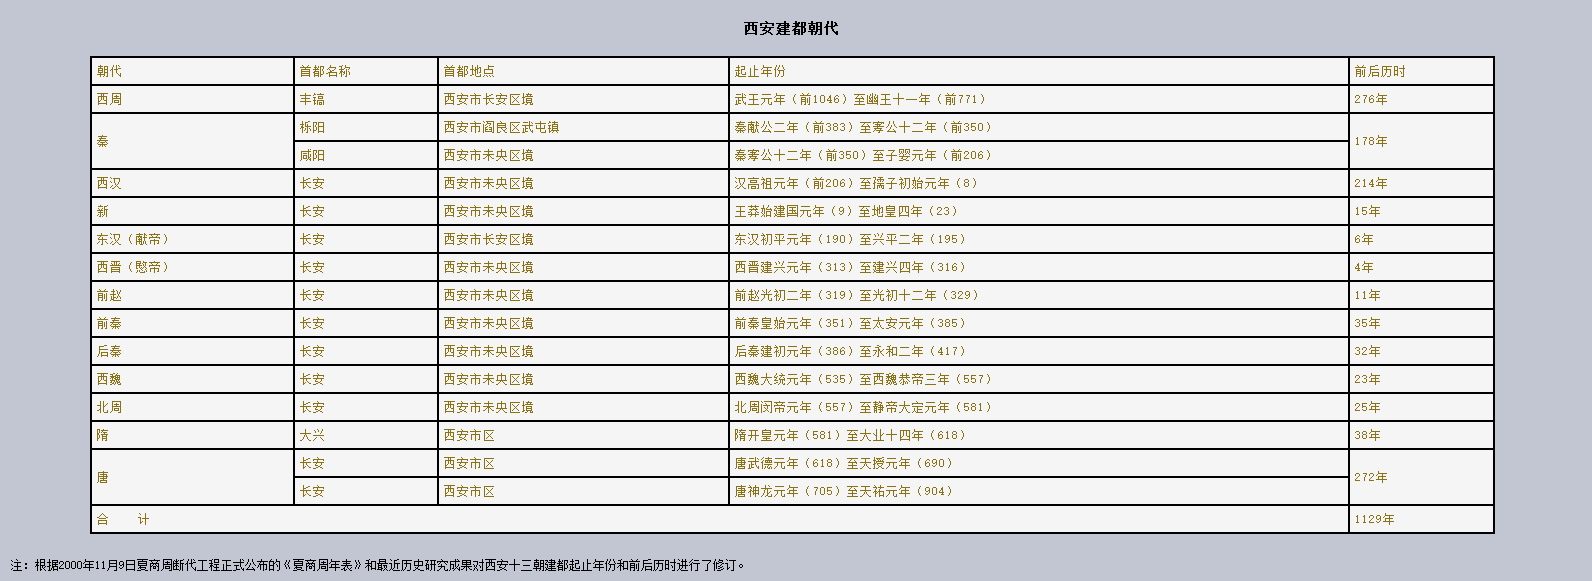 西安建都朝代
朝代 首都名称 首都地点 起止年份 前后历时
西周 丰镐 西安市长安区境 武王元年（前1046）至幽王十一年（前771） 276年
秦 栎阳 西安市阎良区武屯镇 秦献公二年（前383）至孝公十二年（前350） 178年
咸阳 西安市未央区境 秦孝公十二年（前350）至子婴元年（前206）
西汉 长安 西安市未央区境 汉高祖元年（前206）至孺子初始元年（8） 214年
新 长安 西安市未央区境 王莽始建国元年（9）至地皇四年（23） 15年
东汉（献帝） 长安 西安市长安区境 东汉初平元年（190）至兴平二年（195） 6年
西晋（愍帝） 长安 西安市未央区境 西晋建兴元年（313）至建兴四年（316） 4年
前赵 长安 西安市未央区境 前赵光初二年（319）至光初十二年（329） 11年
前秦 长安 西安市未央区境 前秦皇始元年（351）至太安元年（385） 35年
后秦 长安 西安市未央区境 后秦建初元年（386）至永和二年（417） 32年
西魏 长安 西安市未央区境 西魏大统元年（535）至西魏恭帝三年（557） 23年
北周 长安 西安市未央区境 北周闵帝元年（557）至静帝大定元年（581） 25年
隋 大兴 西安市区 隋开皇元年（581）至大业十四年（618） 38年
唐 长安 西安市区 唐武德元年（618）至天授元年（690） 272年
长安 西安市区 唐神龙元年（705）至天祐元年（904）
合 计 1129年
注：根据2000年11月9日夏商周断代工程正式公布的《夏商周年表》和最近历史研究成果对西安十三朝建都起止年份和前后历时进行了修订。